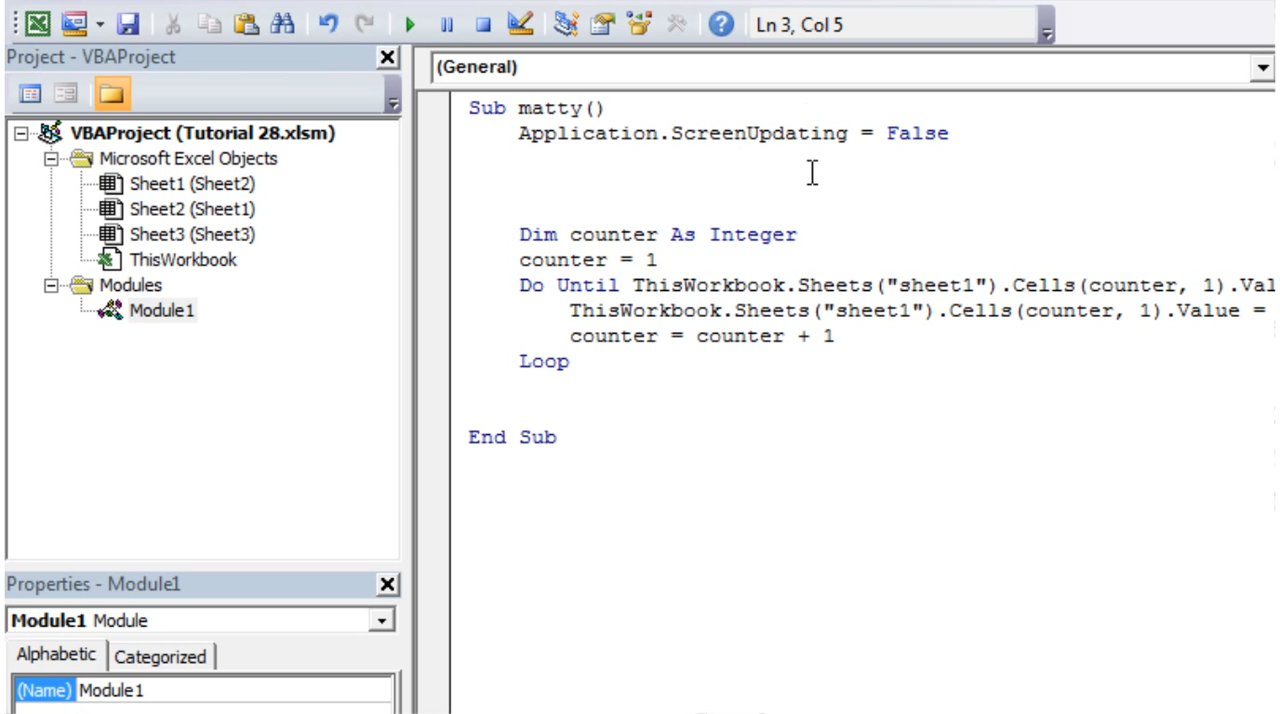 Ln 3, Col 5
Project - VBAProject
VBAProject (Tutorial 28.xlsm)
Microsoft Excel Objects
Sheet1 (Sheet2)
Sheet2 (Sheet1)
Sheet3 (Sheet3)
ThisWorkbook
Modules
Module1
Properties - Module1
Module1 Module
Alphabetic Categorized
(Name) Module1
(General)
Sub matty()
Application.ScreenUpdating = False
Dim counter As Integer
counter = 1
Do Until ThisWorkbook.Sheets("sheet1").Cells(counter, 1).Val
ThisWorkbook.Sheets("sheet1").Cells(counter, 1).Value =
counter = counter + 1
Loop
End Sub